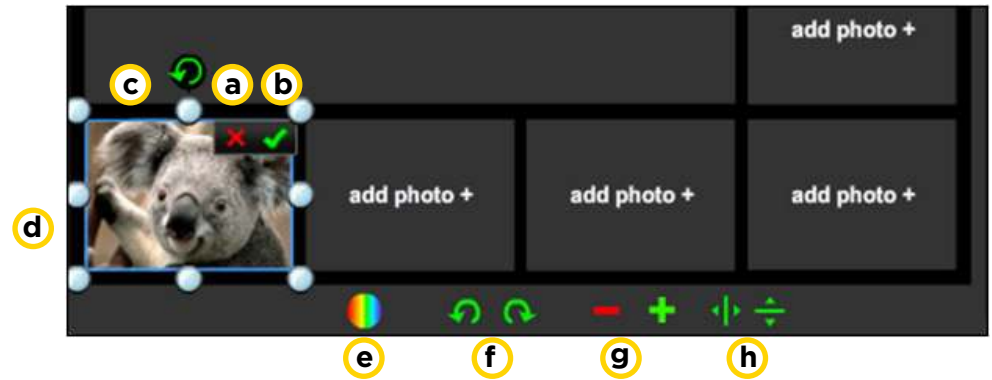 add photo +
c a b
add photo + add photo + add photo +
d
e f g h